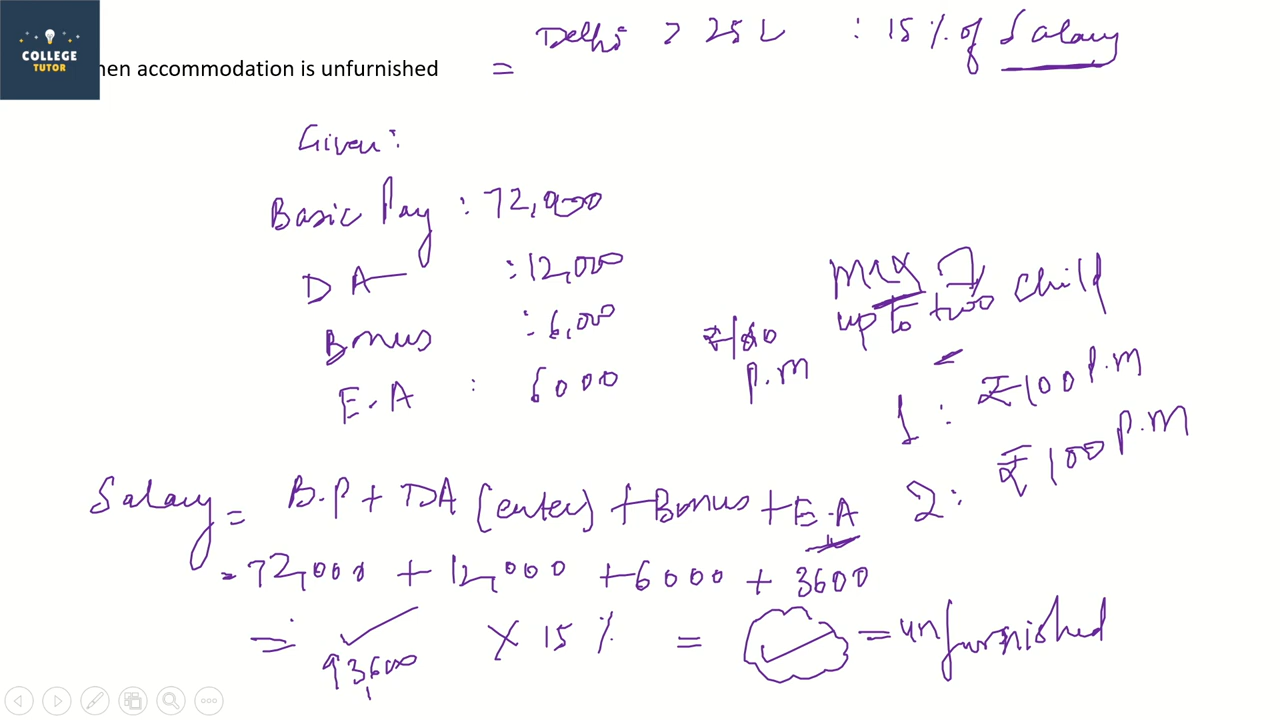 COLLEGE
TUTOR
hen accommodation is unfurnished
= Delhi > 25 L : 15 % of Salary
Given:
Basic Pay : 72,000
DA : 12,000
Bonus : 6,000
E.A : 6000
₹100
P.M
max
up to two child
1 : ₹100 P.M
2 : ₹100 P.M
Salary = B.P + DA (enter) + Bonus + E.A
= 72,000 + 12,000 + 6000 + 3600
= 93,600 × 15 % = = unfurnished